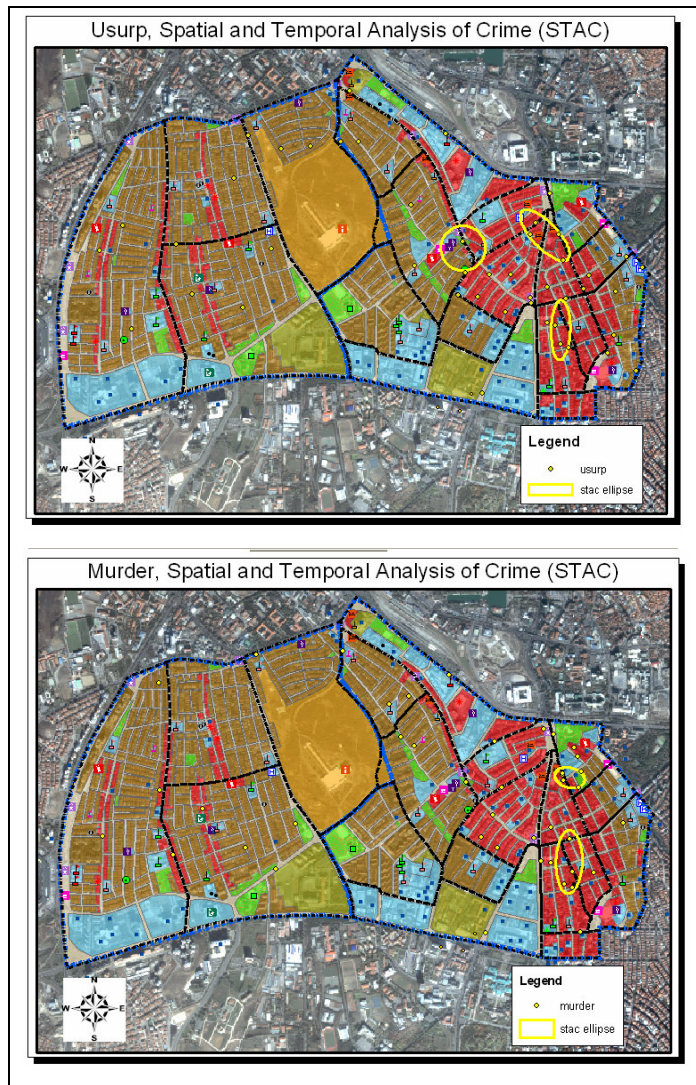 Usurp, Spatial and Temporal Analysis of Crime (STAC)
N
W E
S
Legend
usurp
stac ellipse
Murder, Spatial and Temporal Analysis of Crime (STAC)
N
W E
S
Legend
murder
stac ellipse